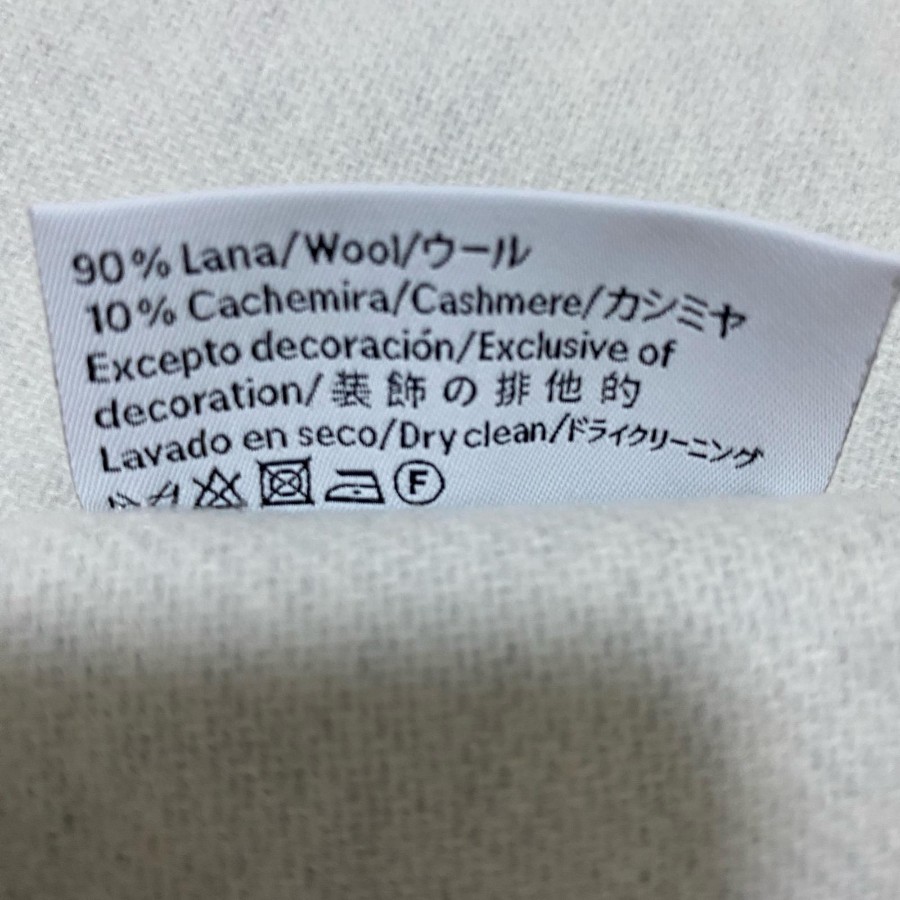 90% Lana/Wool/ウール
10% Cachemira/Cashmere/カシミヤ
Excepto decoración/Exclusive of
decoration/装飾の排他的
Lavado en seco/Dry clean/ドライクリーニング
F